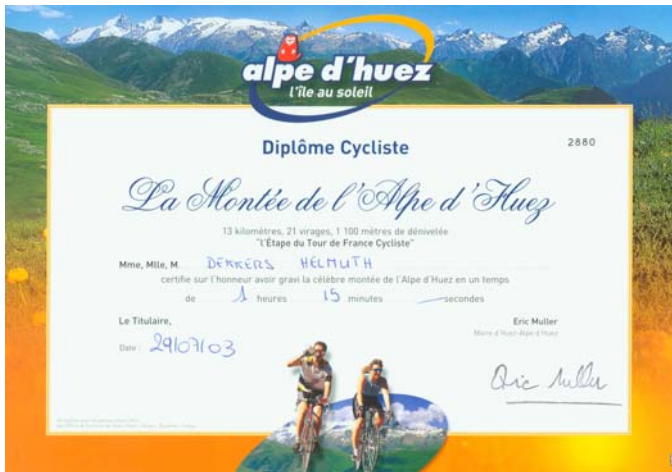 alpe d'huez
l'île au soleil
Diplôme Cycliste
2880
La Montée de l'Alpe d'Huez
13 kilomètres, 21 virages, 1 100 mètres de dénivelée
"l'Étape du Tour de France Cycliste"
Mme, Mlle, M. DEKKERS HELMUTH
certifie sur l'honneur avoir gravi la célèbre montée de l'Alpe d'Huez en un temps
de 1 heures 15 minutes — secondes
Le Titulaire,
Eric Muller
Maire d'Huez-Alpe d'Huez
Date : 29/07/03
Eric Muller